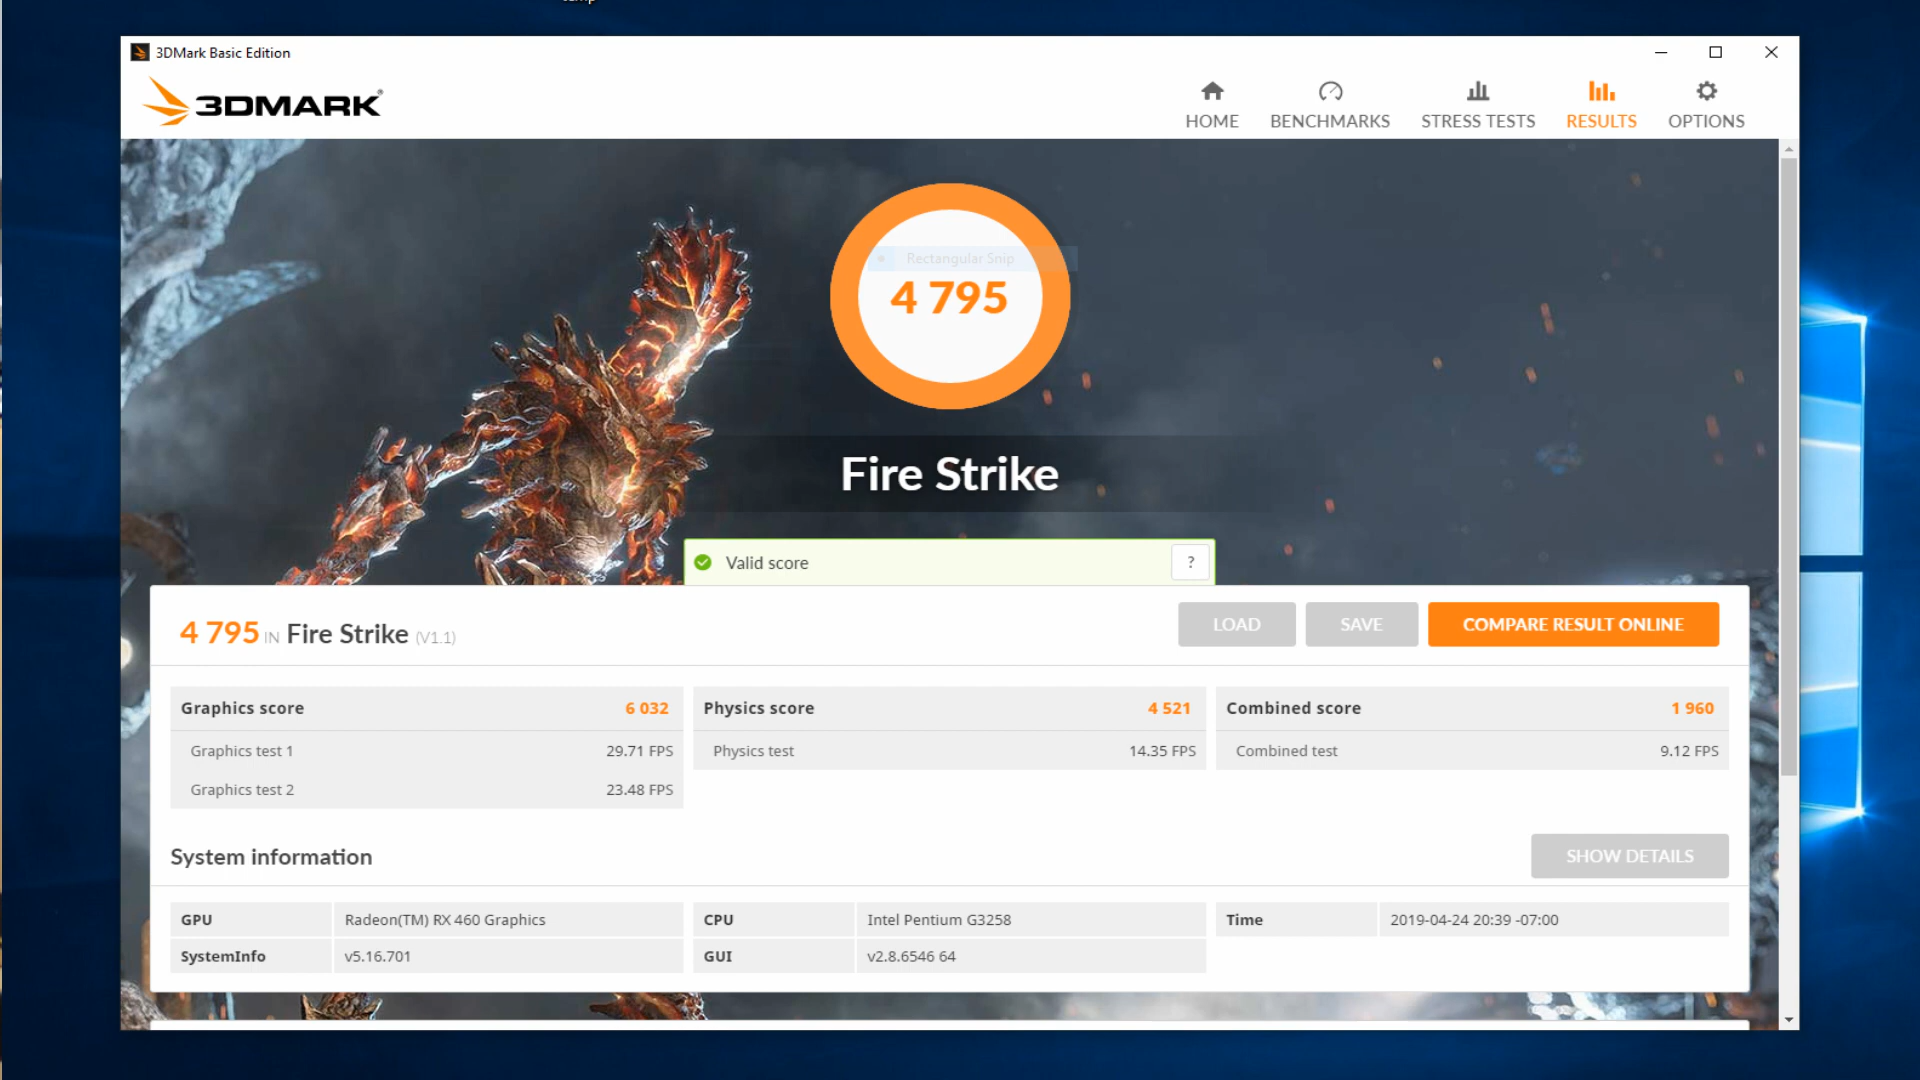 3DMark Basic Edition
3DMARK®
HOME BENCHMARKS STRESS TESTS RESULTS OPTIONS
Rectangular Snip
4 795
Fire Strike
Valid score ?
4 795 IN Fire Strike (V1.1) LOAD SAVE COMPARE RESULT ONLINE
Graphics score 6 032 Physics score 4 521 Combined score 1 960
Graphics test 1 29.71 FPS Physics test 14.35 FPS Combined test 9.12 FPS
Graphics test 2 23.48 FPS
System information SHOW DETAILS
GPU Radeon(TM) RX 460 Graphics CPU Intel Pentium G3258 Time 2019-04-24 20:39 -07:00
SystemInfo v5.16.701 GUI v2.8.6546 64